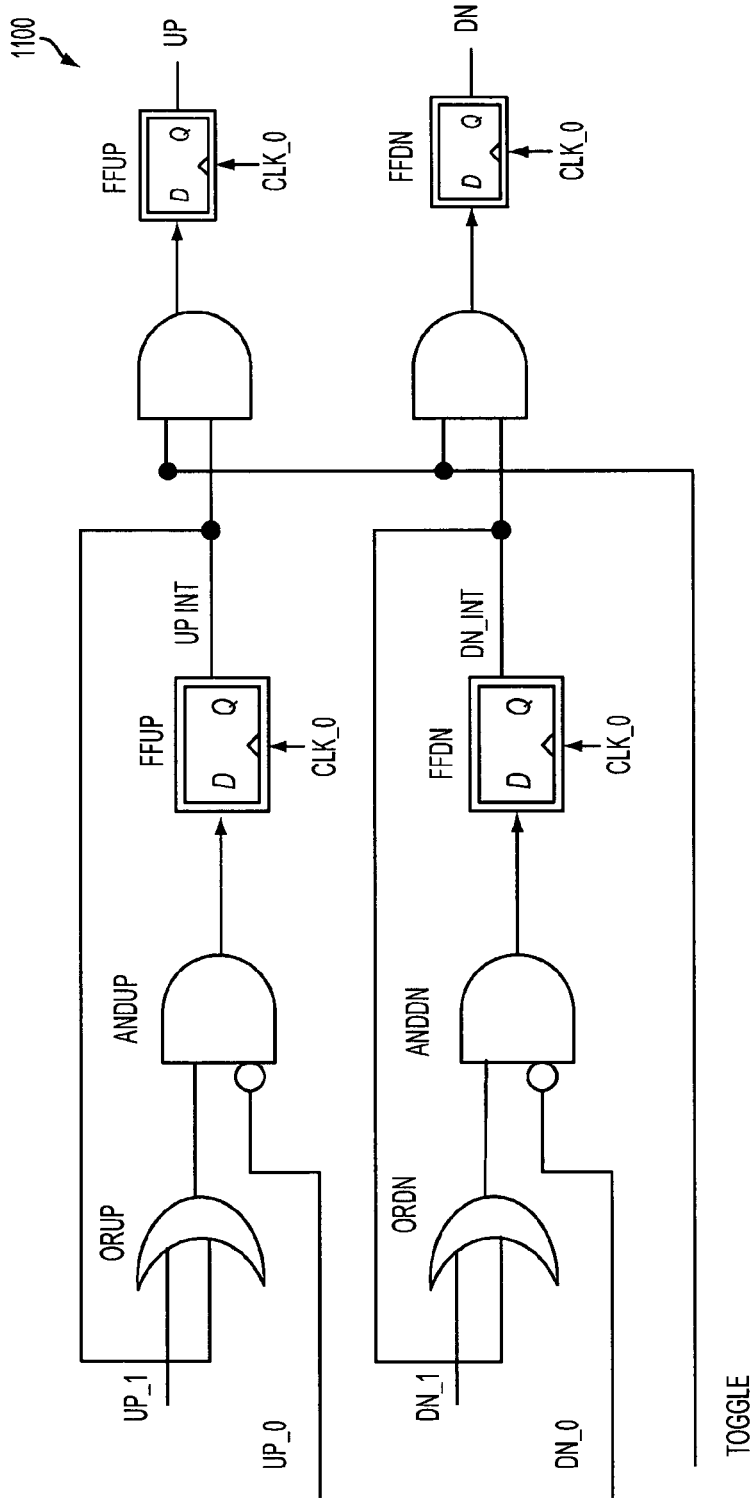 1100
UP_1
UP_0
ORUP
ANDUP
FFUP
D Q
CLK_0
UP INT
FFUP
D Q
CLK_0
UP
DN_1
DN_0
ORDN
ANDDN
FFDN
D Q
CLK_0
DN_INT
FFDN
D Q
CLK_0
DN
TOGGLE